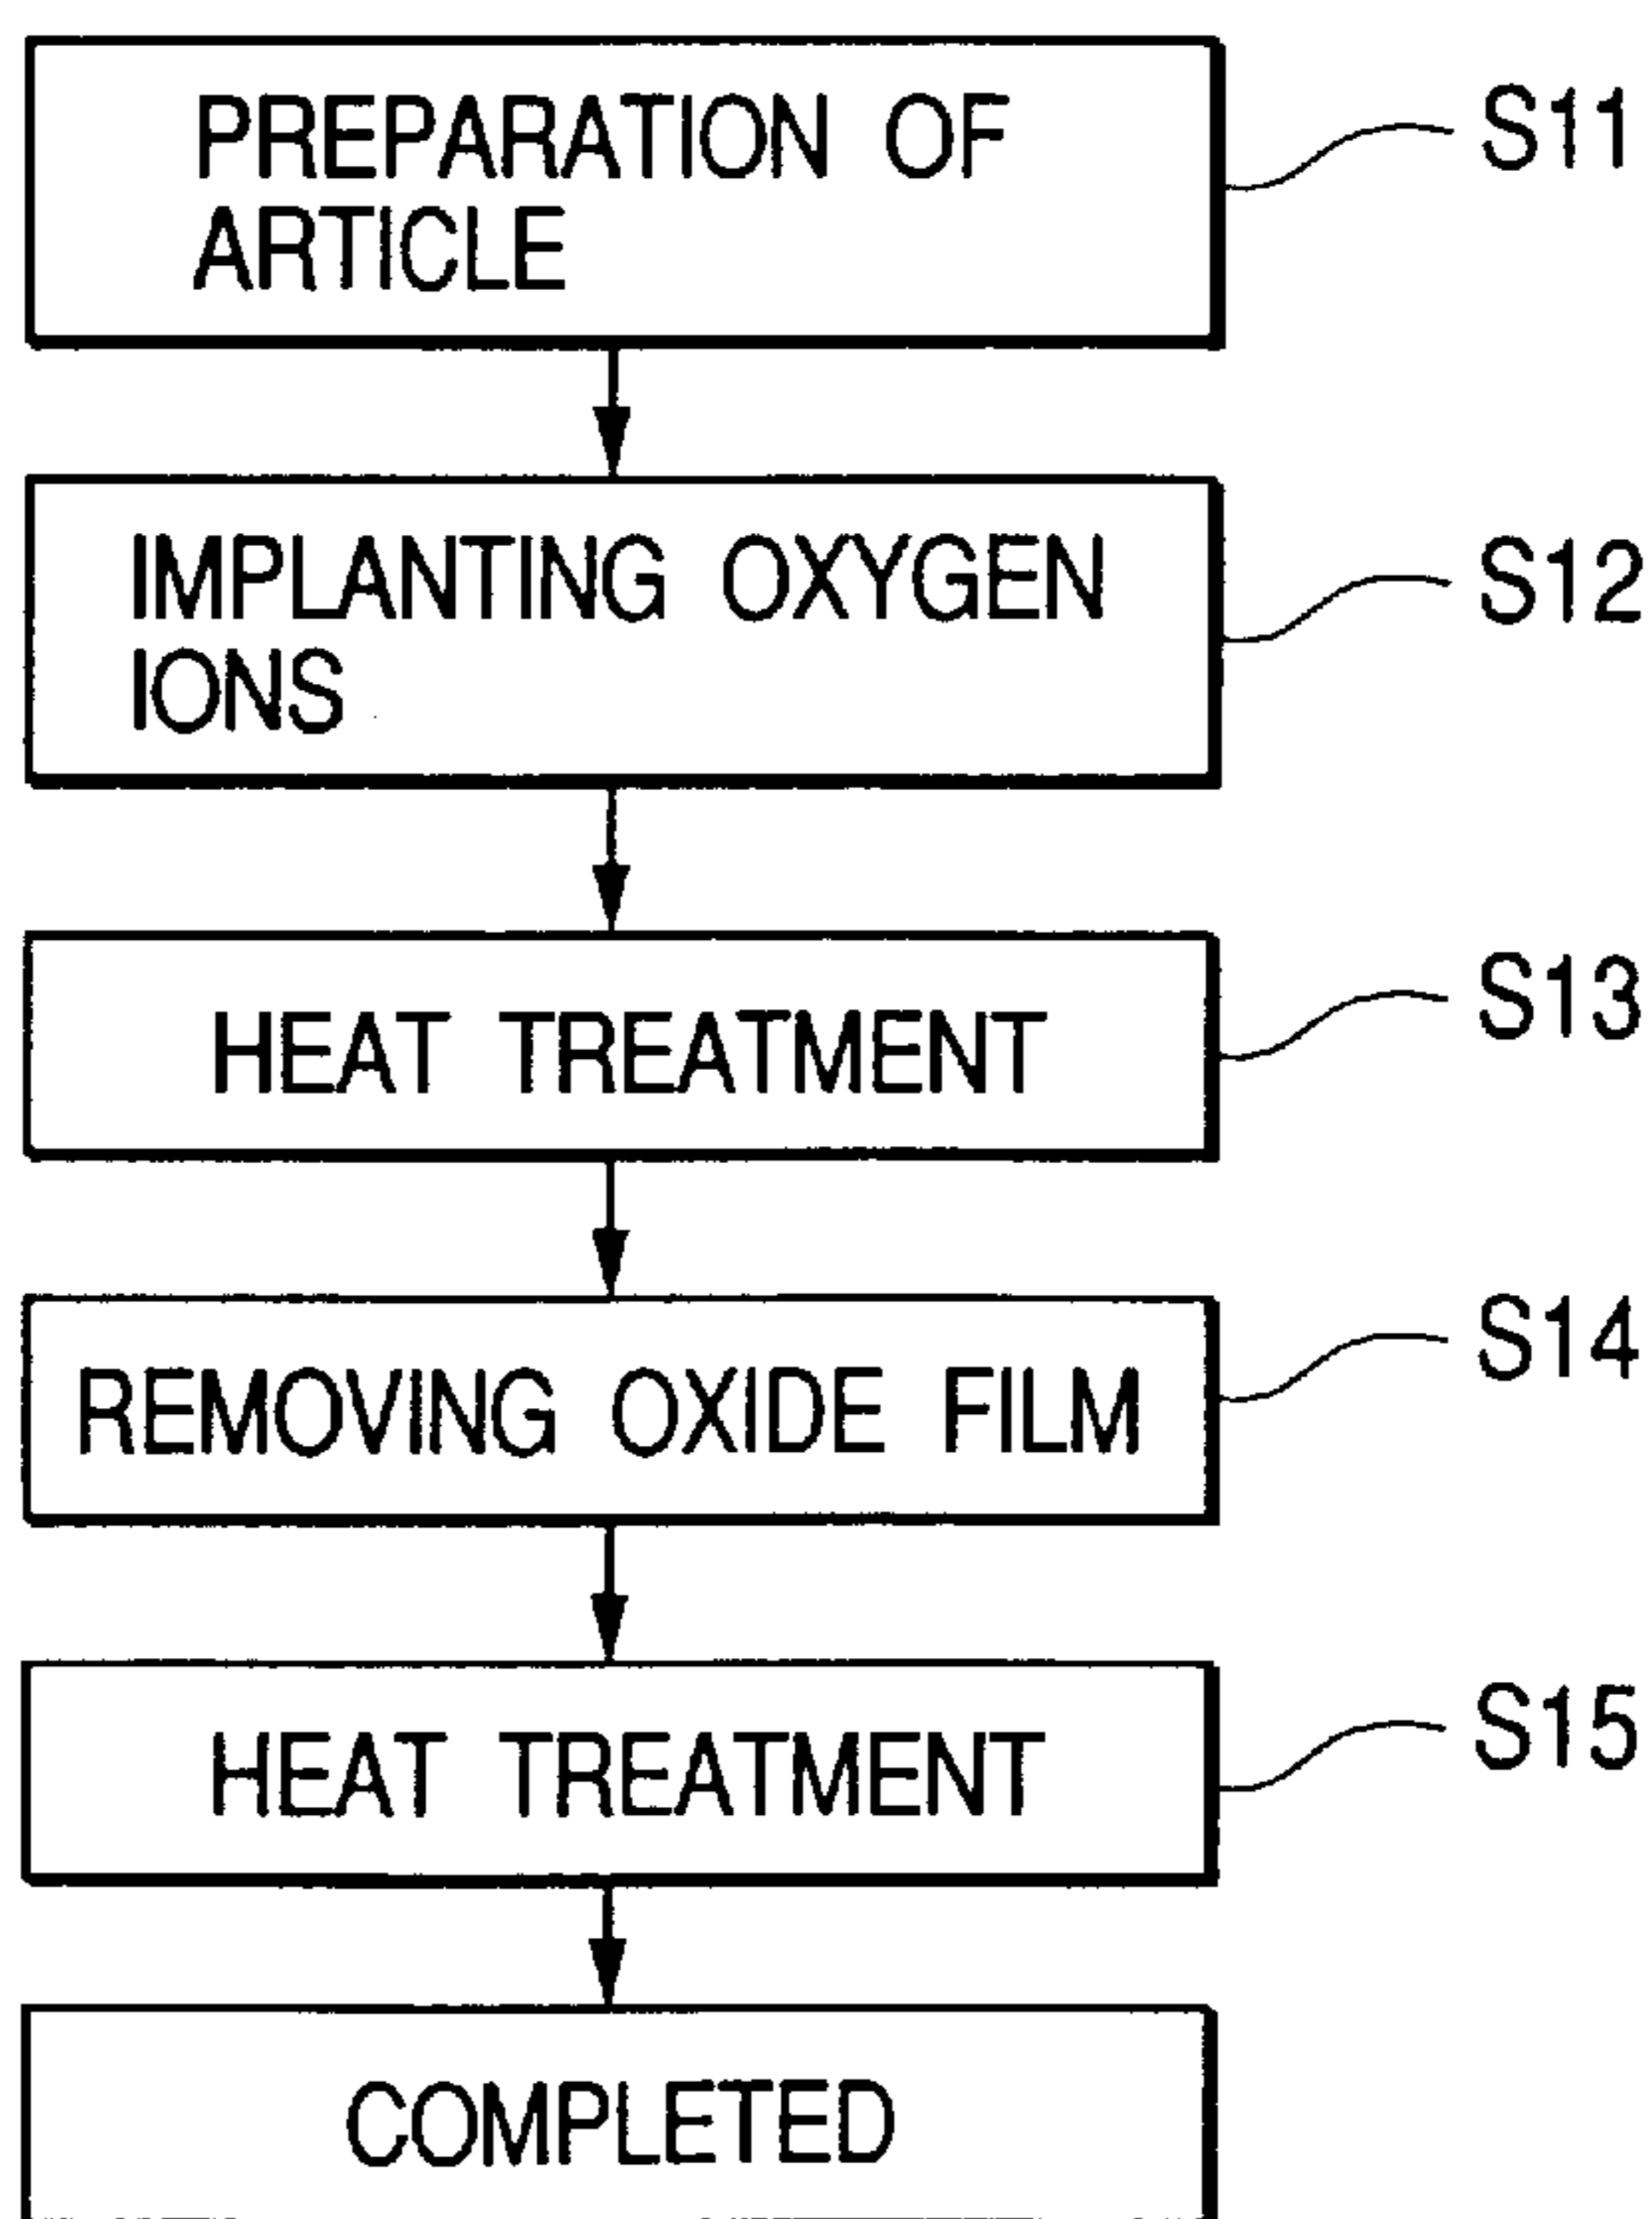 PREPARATION OF
ARTICLE
S11
IMPLANTING OXYGEN
IONS
S12
HEAT TREATMENT
S13
REMOVING OXIDE FILM
S14
HEAT TREATMENT
S15
COMPLETED